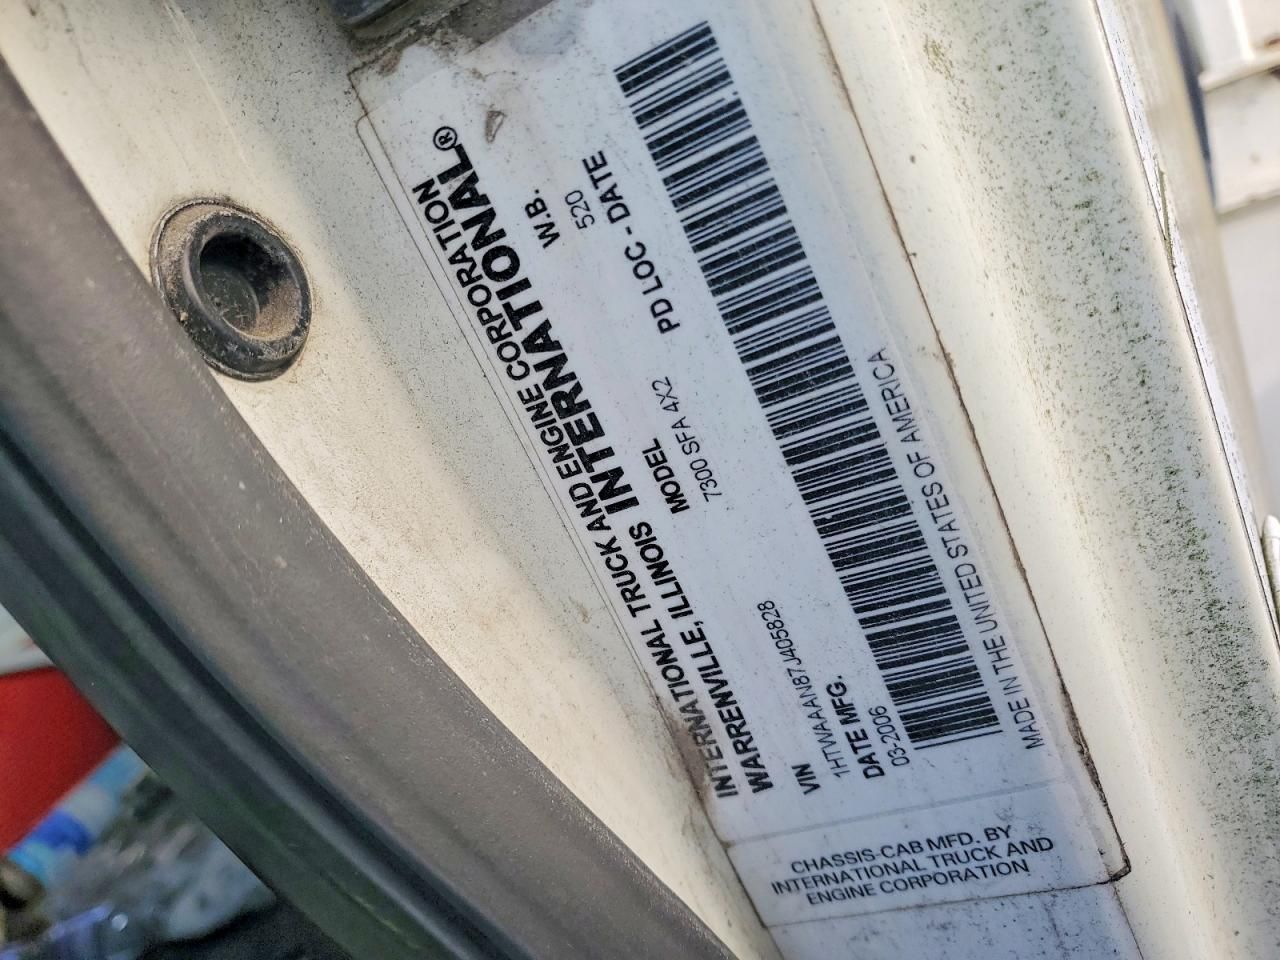 INTERNATIONAL TRUCK AND ENGINE CORPORATION
WARRENVILLE, ILLINOIS INTERNATIONAL®
VIN MODEL W.B.
1HTWAAAN87J405828 7300 SFA 4X2 520
DATE MFG. PD LOC - DATE
03-2006
MADE IN THE UNITED STATES OF AMERICA
CHASSIS-CAB MFD. BY
INTERNATIONAL TRUCK AND
ENGINE CORPORATION